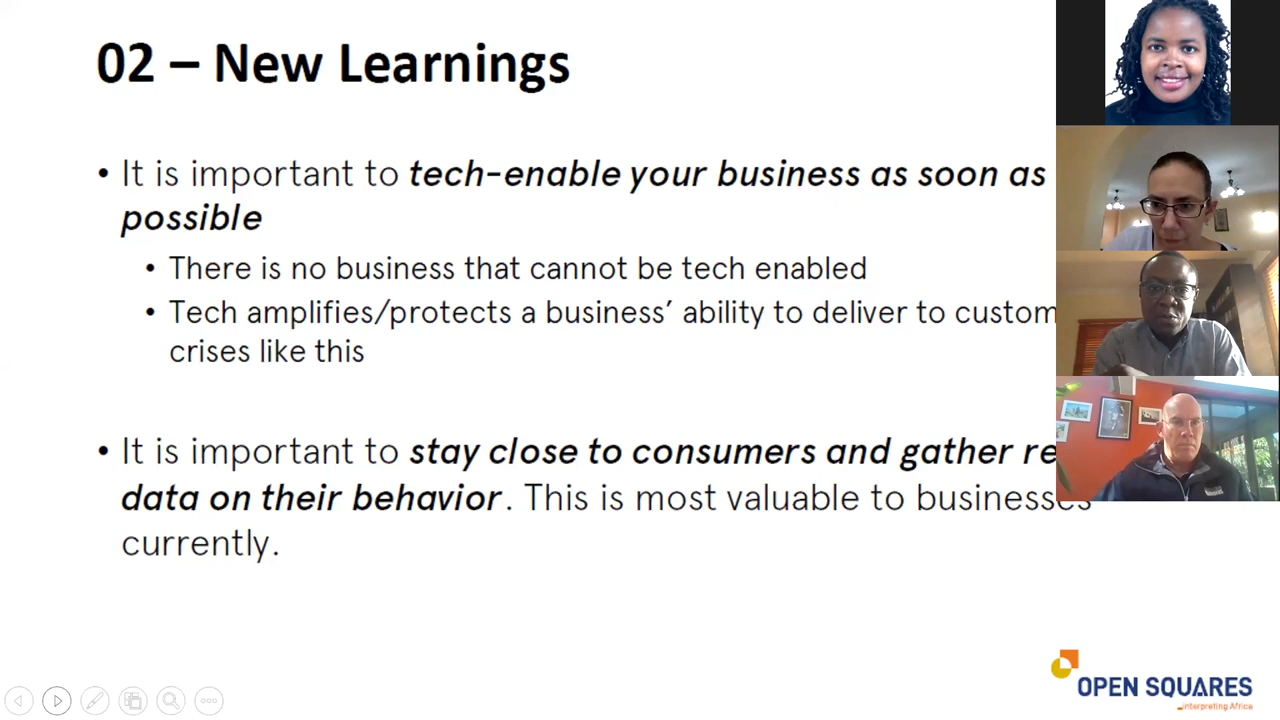 02 – New Learnings
• It is important to tech-enable your business as soon as
possible
• There is no business that cannot be tech enabled
• Tech amplifies/protects a business’ ability to deliver to custom
crises like this
• It is important to stay close to consumers and gather re
data on their behavior. This is most valuable to businesses
currently.
OPEN SQUARES
interpreting Africa